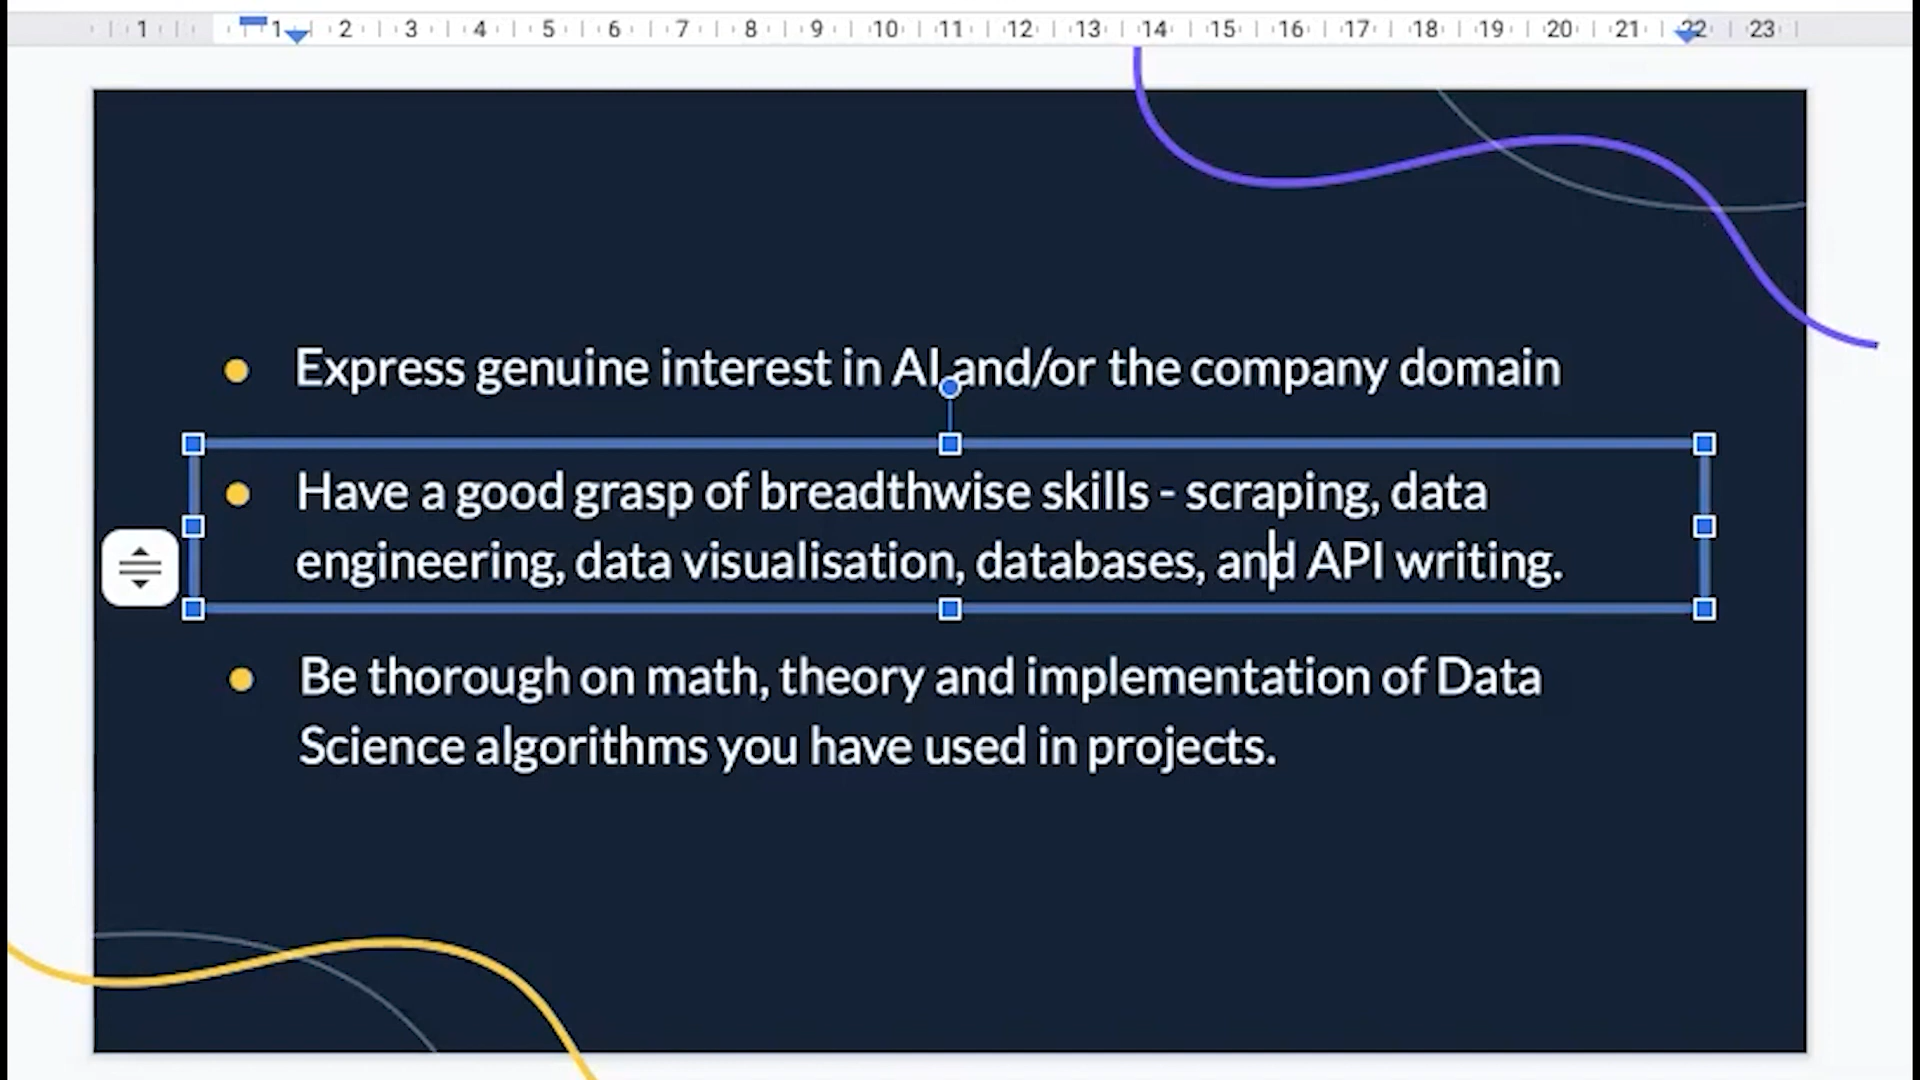 1 1 2 3 4 5 6 7 8 9 10 11 12 13 14 15 16 17 18 19 20 21 22 23
Express genuine interest in AI and/or the company domain
Have a good grasp of breadthwise skills - scraping, data
engineering, data visualisation, databases, and API writing.
Be thorough on math, theory and implementation of Data
Science algorithms you have used in projects.